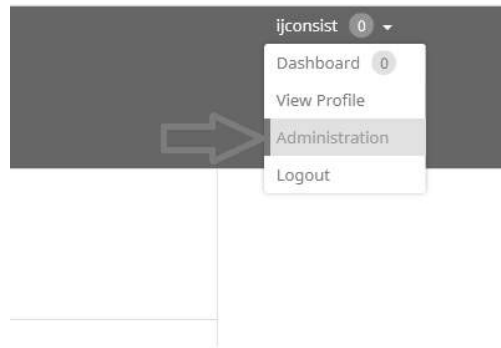 ijconsist 0
Dashboard 0
View Profile
Administration
Logout